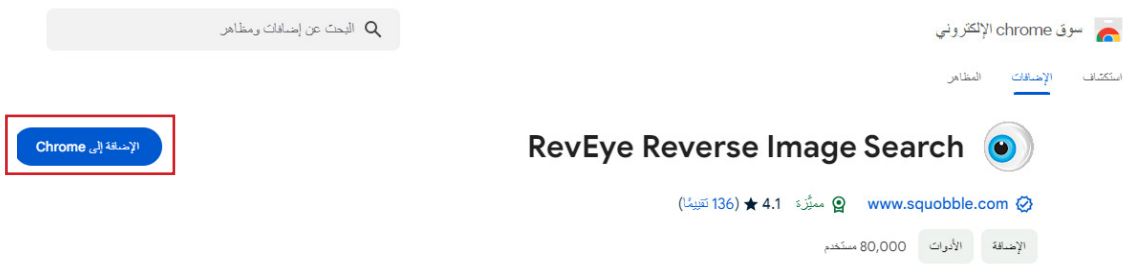 سوق chrome الإلكتروني
البحث عن إضافات ومظاهر
استكشاف الإضافات المظاهر
RevEye Reverse Image Search
الإضافة إلى Chrome
www.squobble.com مميَّزة 4.1 ★ (136 تقييمًا)
الإضافة الأدوات 80,000 مستخدم